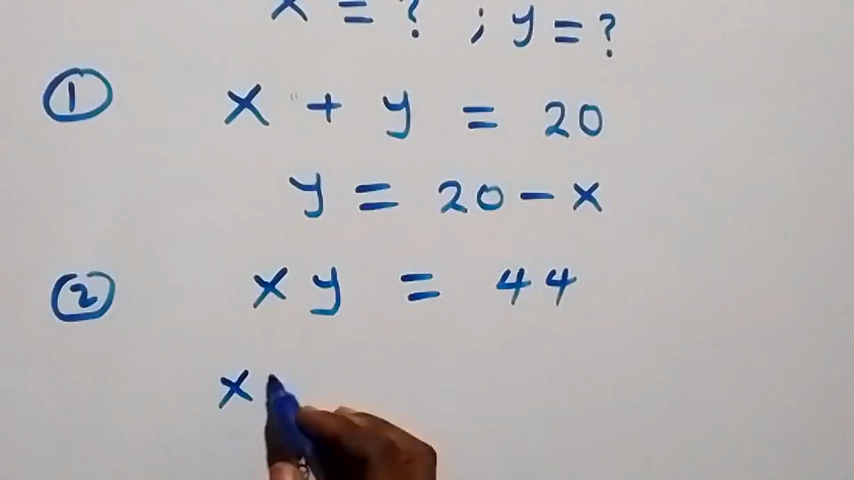 x = ? ; y = ?
① x + y = 20
y = 20 - x
② xy = 44
x